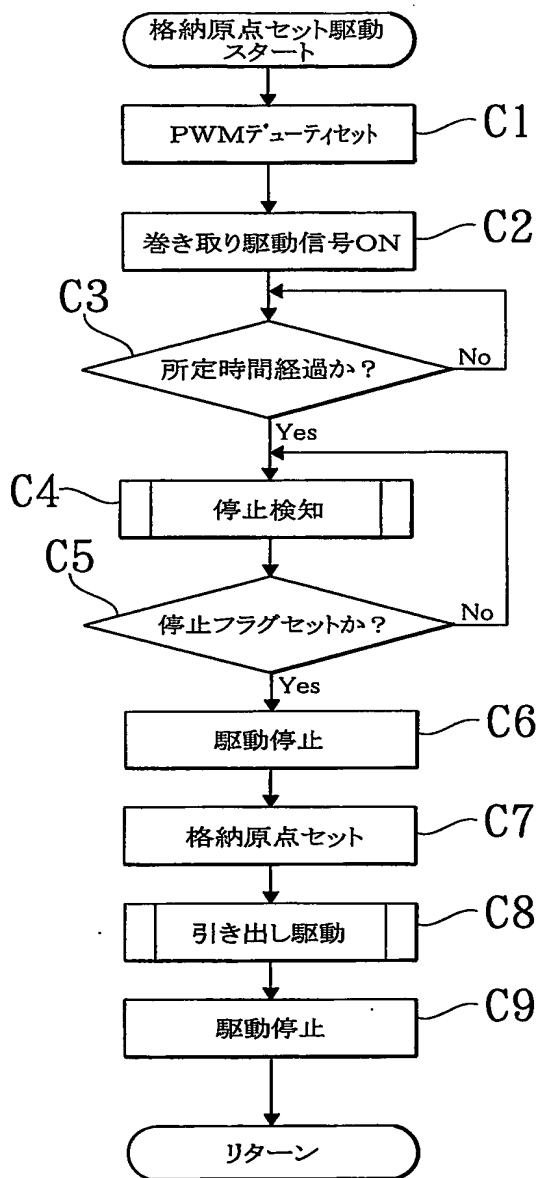 格納原点セット駆動
スタート
PWMデューティセット
C1
巻き取り駆動信号ON
C2
C3
所定時間経過か？
No
Yes
C4
停止検知
C5
停止フラグセットか？
No
Yes
駆動停止
C6
格納原点セット
C7
引き出し駆動
C8
駆動停止
C9
リターン